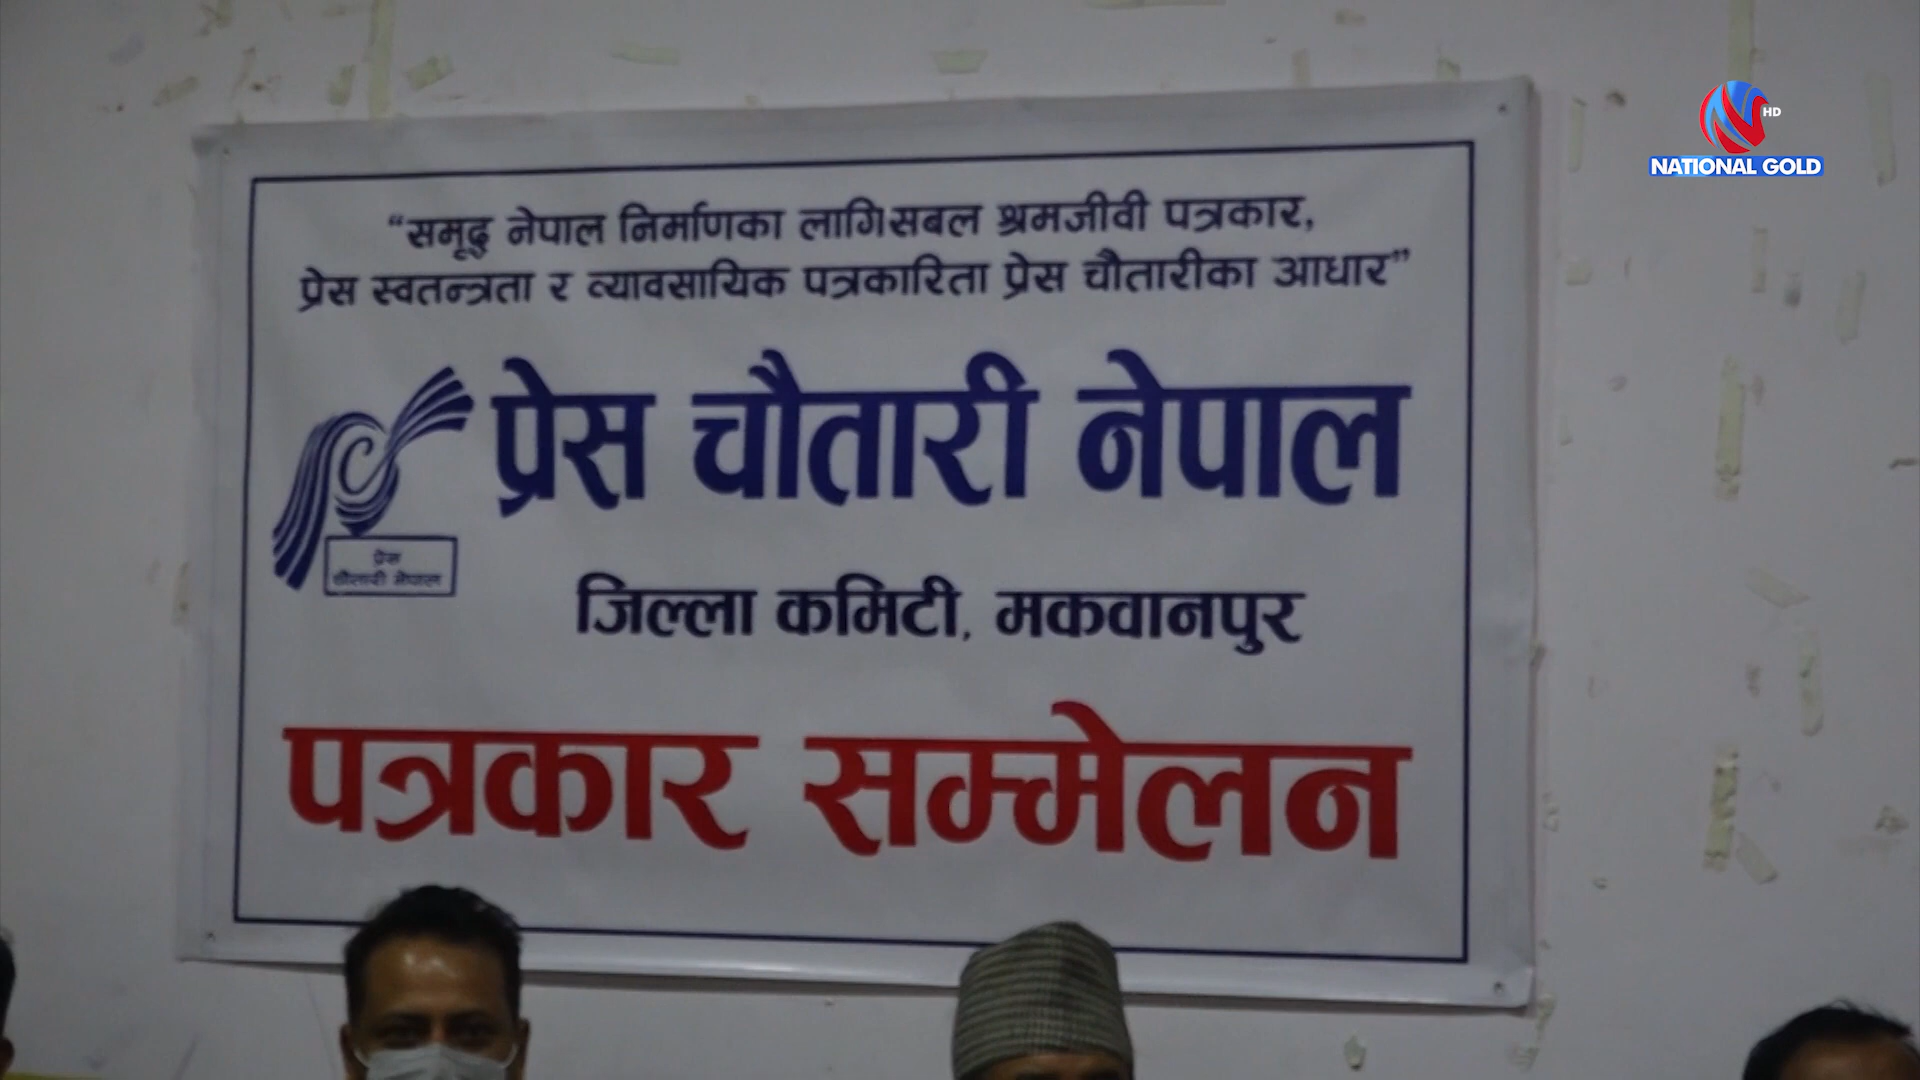 HD
NATIONAL GOLD
“समृद्ध नेपाल निर्माणका लागिसबल श्रमजीवी पत्रकार,
प्रेस स्वतन्त्रता र व्यावसायिक पत्रकारिता प्रेस चौतारीका आधार”
प्रेस चौतारी नेपाल
प्रेस
चौतारी नेपाल
जिल्ला कमिटी, मकवानपुर
पत्रकार सम्मेलन